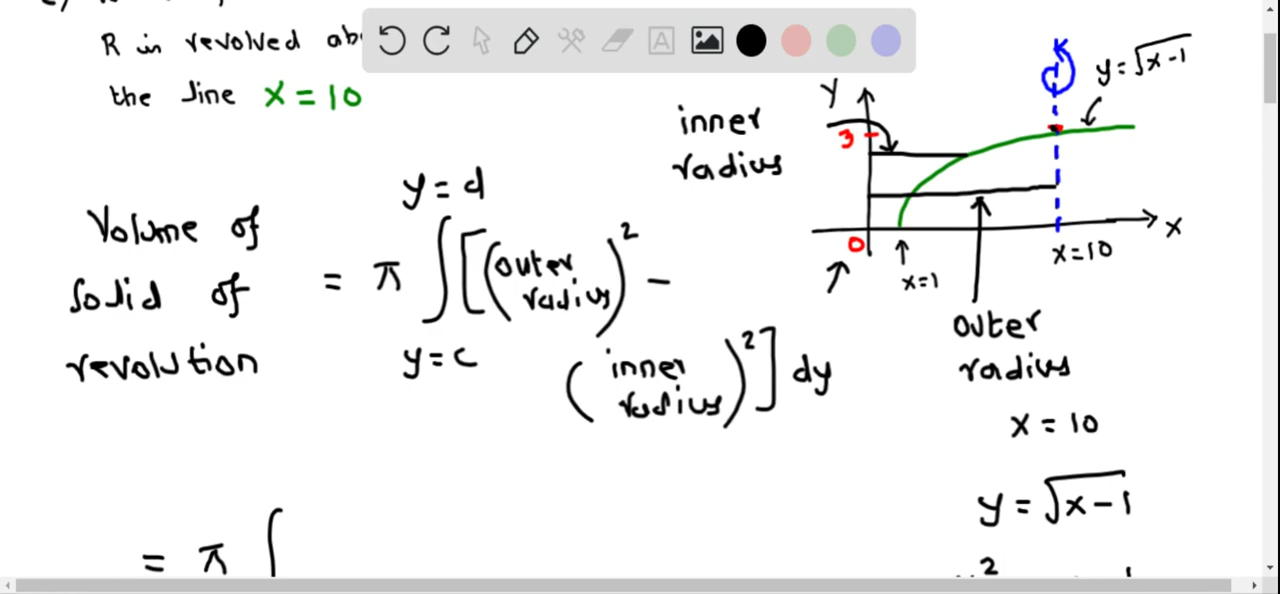 R is revolved ab
the line x = 10
Volume of
solid of
revolution
= π ∫ [ ( outer radius )² -
y = d
y = c
( inner radius )² ] dy
= π ∫
inner
radius
Y
3
0
x=1
x=10
X
y = √x-1
outer
radius
x = 10
y = √x-1